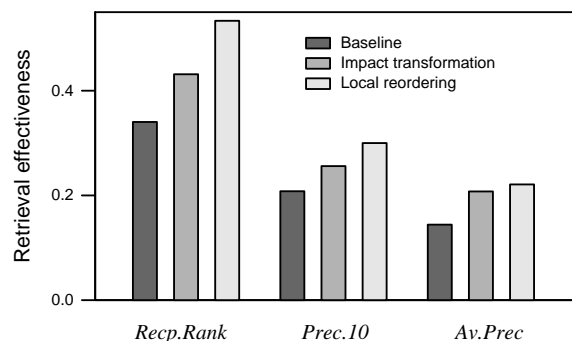 Retrieval effectiveness
0.4
0.2
0.0
Baseline
Impact transformation
Local reordering
Recp.Rank Prec.10 Av.Prec